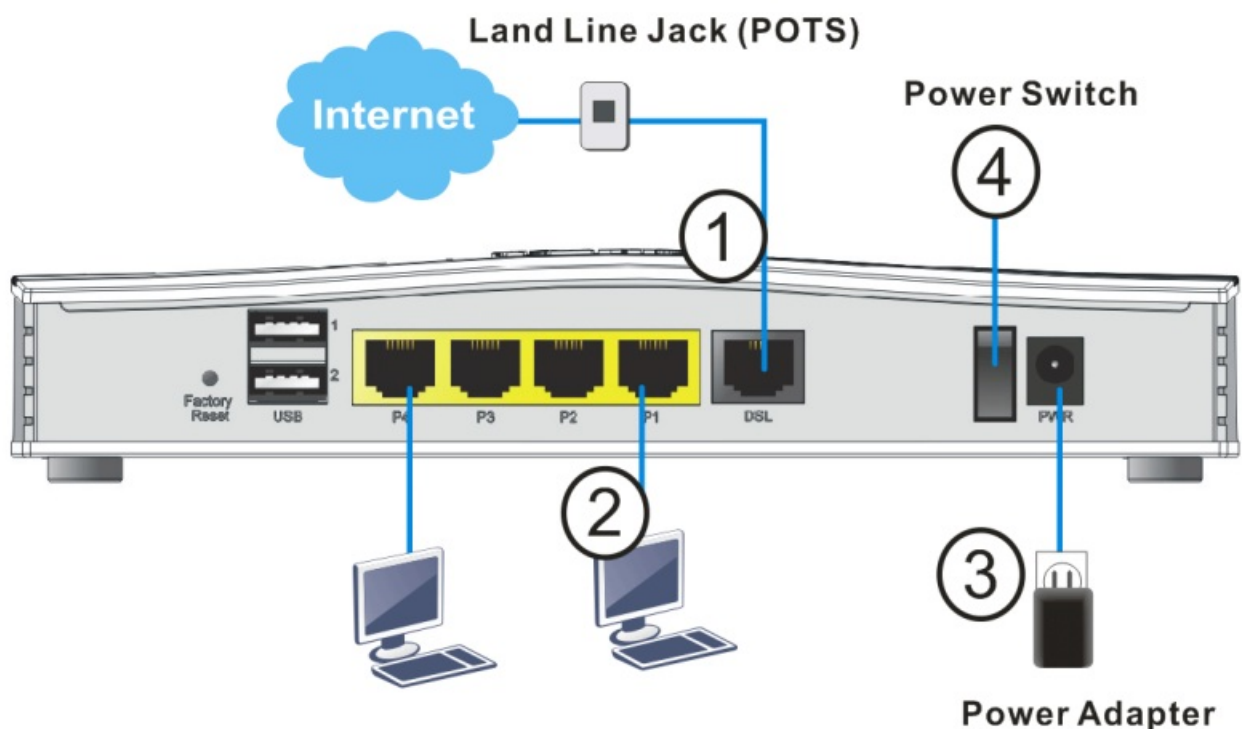 Land Line Jack (POTS)
Internet
Power Switch
4
1
1
2
Factory
Reset
USB
P4
P3
P2
P1
DSL
PWR
2
3
Power Adapter